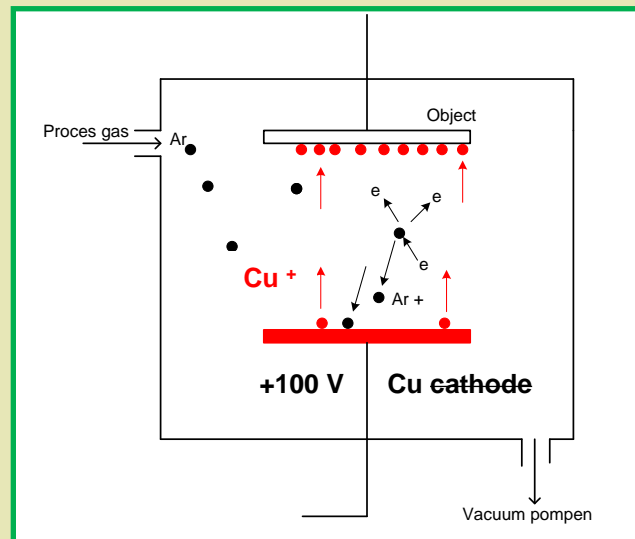 Object
Proces gas
Ar
e
e
e
Cu +
Ar +
+100 V Cu cathode
Vacuum pompen